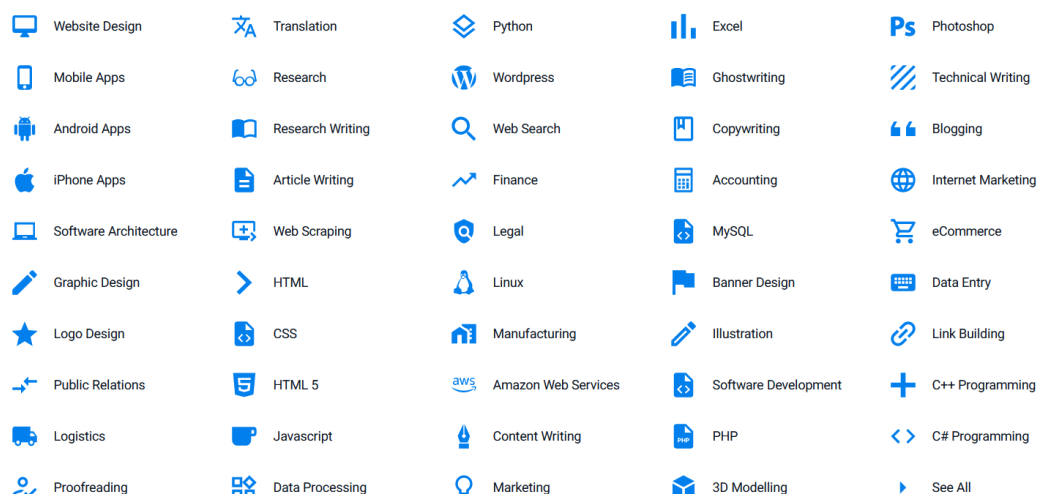 Website Design
Translation
Python
Excel
Ps Photoshop
Mobile Apps
Research
Wordpress
Ghostwriting
Technical Writing
Android Apps
Research Writing
Web Search
Copywriting
Blogging
iPhone Apps
Article Writing
Finance
Accounting
Internet Marketing
Software Architecture
Web Scraping
Legal
MySQL
eCommerce
Graphic Design
HTML
Linux
Banner Design
Data Entry
Logo Design
CSS
Manufacturing
Illustration
Link Building
Public Relations
HTML 5
aws Amazon Web Services
Software Development
C++ Programming
Logistics
Javascript
Content Writing
PHP PHP
C# Programming
Proofreading
Data Processing
Marketing
3D Modelling
See All